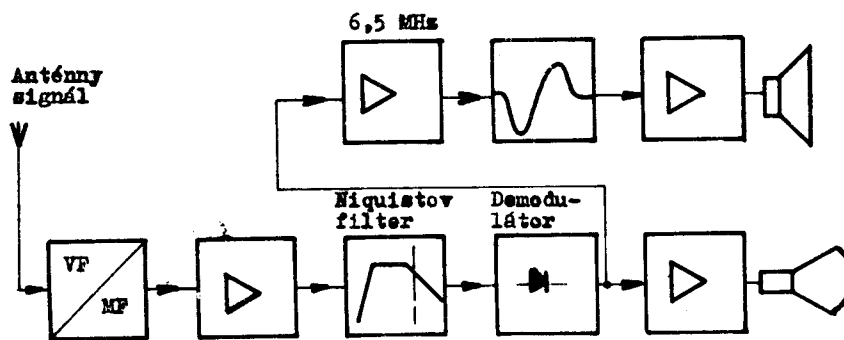 6,5 MHz
Anténny
signál
Niquistov
filter
Demodu-
látor
VF
MF